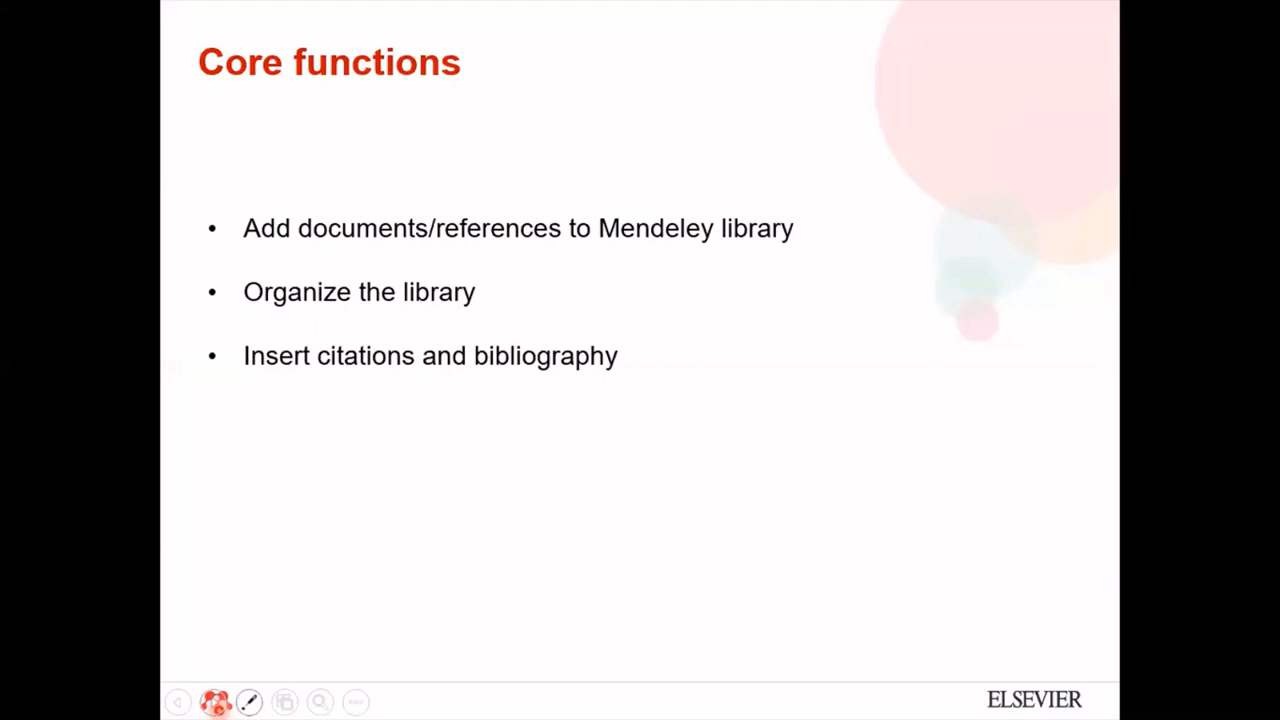 Core functions
• Add documents/references to Mendeley library
• Organize the library
• Insert citations and bibliography
ELSEVIER